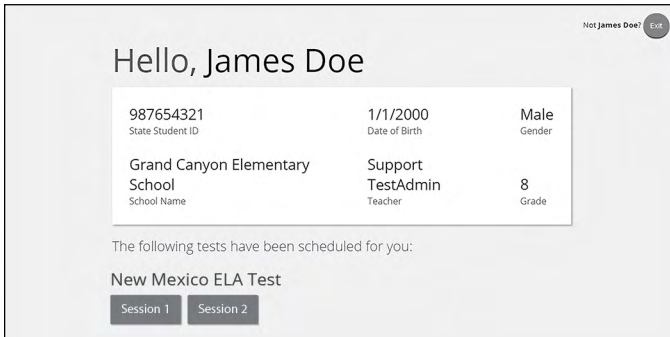 Not James Doe? Exit
Hello, James Doe
987654321 1/1/2000 Male
State Student ID Date of Birth Gender
Grand Canyon Elementary Support
School TestAdmin 8
School Name Teacher Grade
The following tests have been scheduled for you:
New Mexico ELA Test
Session 1 Session 2